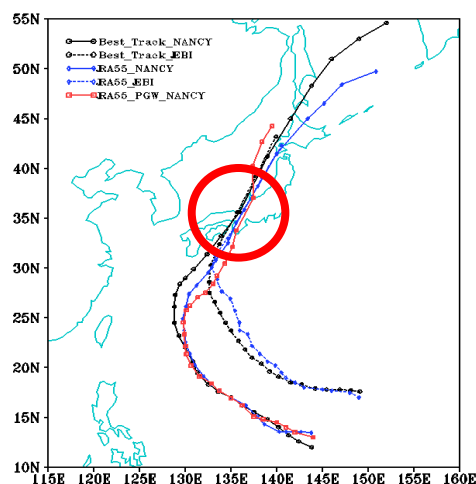 55N
Best_Track_NANCY
Best_Track_EBI
RA55_NANCY
RA55_EBI
RA55_PGW_NANCY
50N
45N
40N
35N
30N
25N
20N
15N
10N
115E 120E 125E 130E 135E 140E 145E 150E 155E 160E